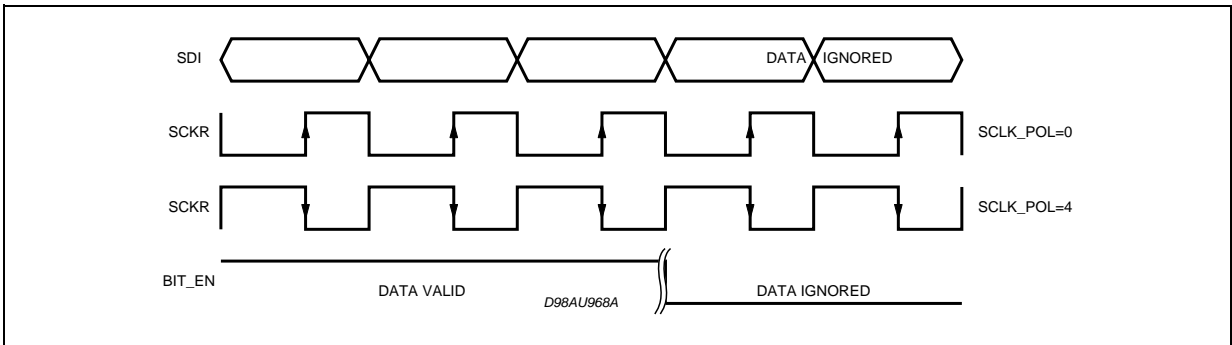 SDI DATA IGNORED
SCKR SCLK_POL=0
SCKR SCLK_POL=4
BIT_EN DATA VALID D98AU968A DATA IGNORED